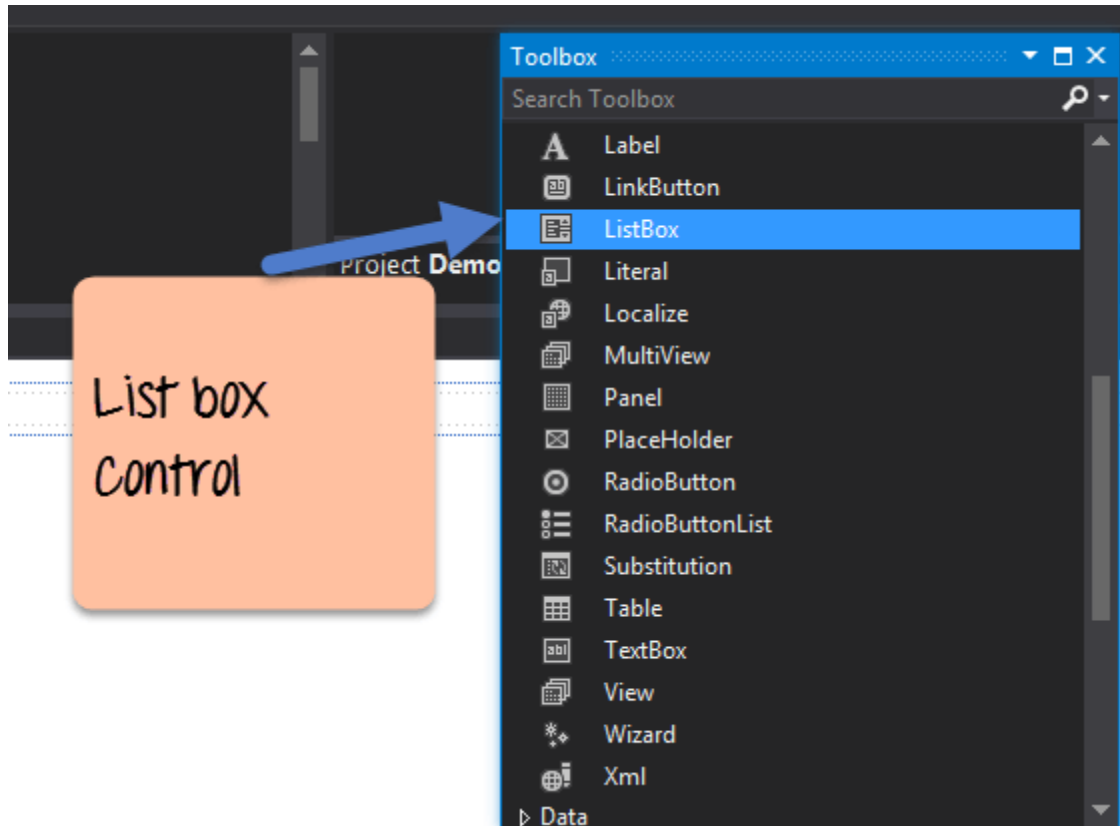 Toolbox
Search Toolbox
Label
LinkButton
ListBox
Literal
Localize
MultiView
Panel
PlaceHolder
RadioButton
RadioButtonList
Substitution
Table
TextBox
View
Wizard
Xml
Data
Project Demo
List box
Control